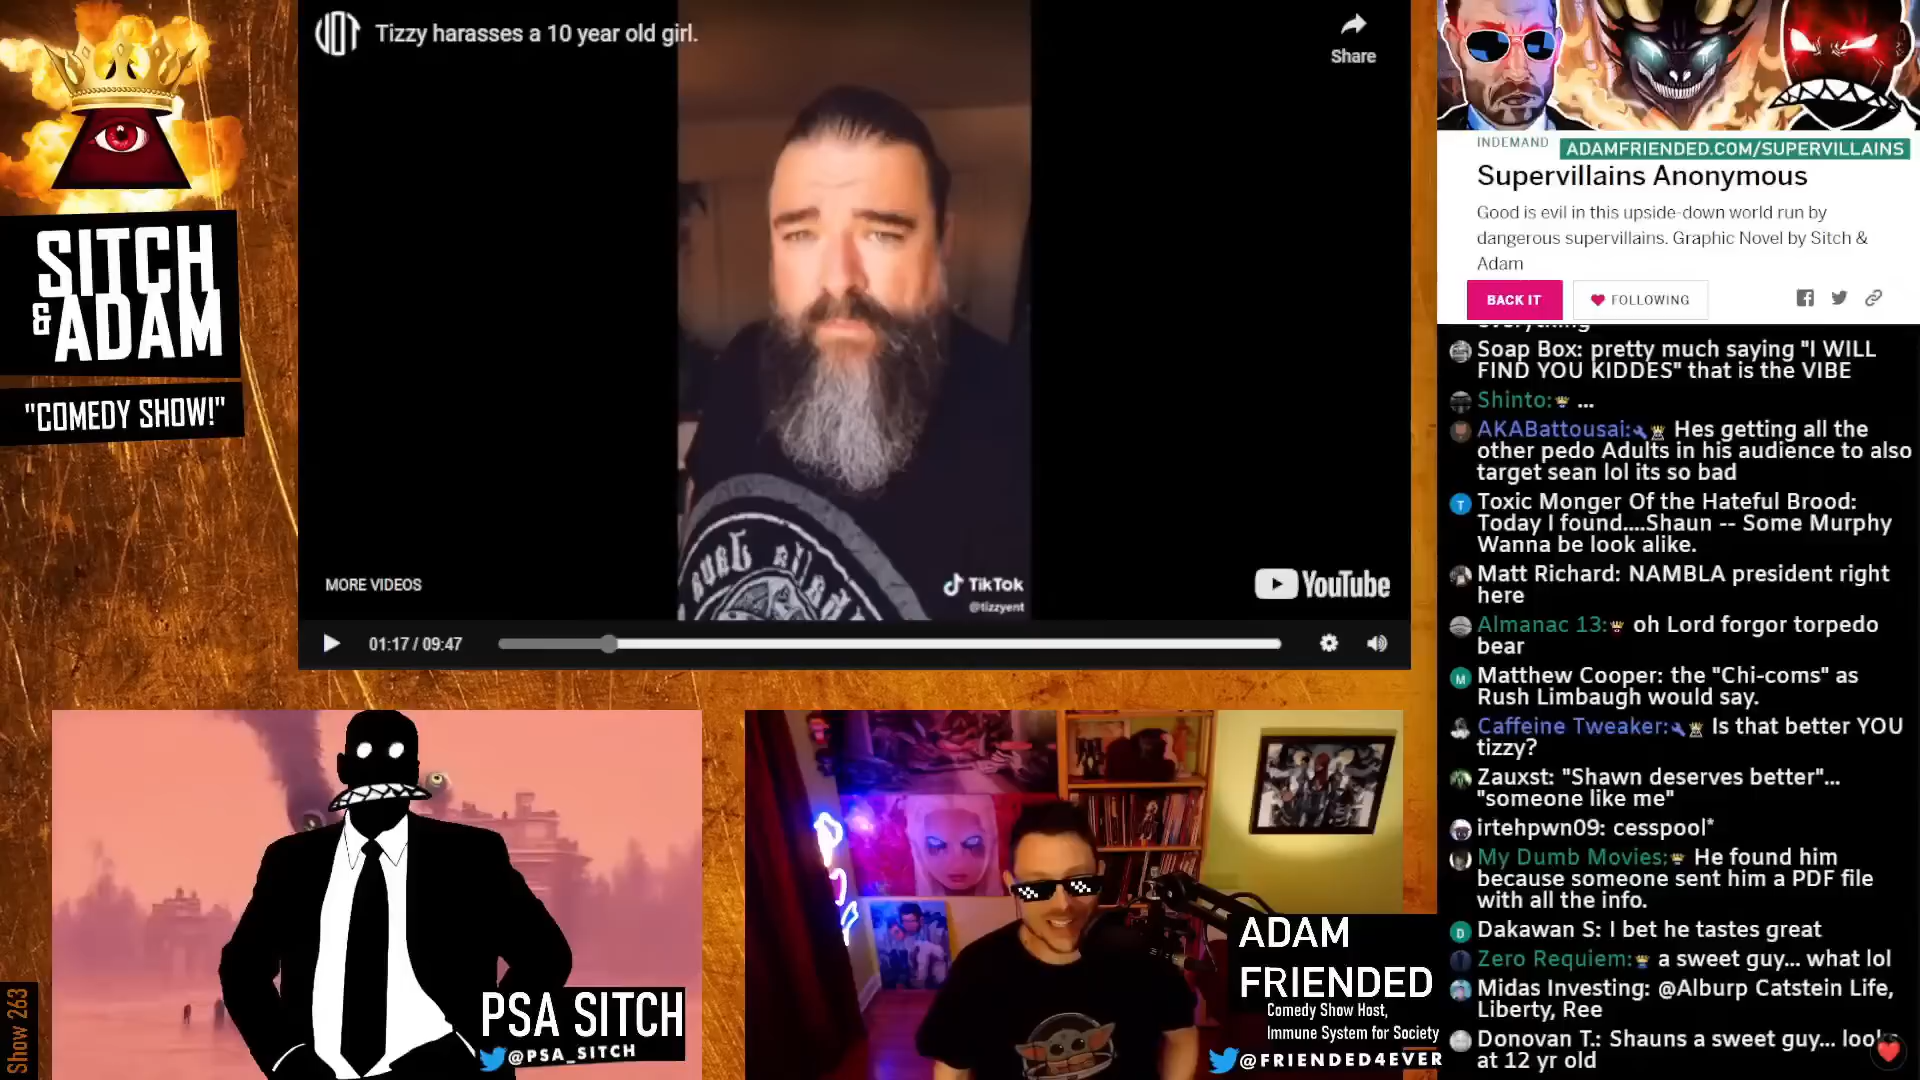 SITCH
& ADAM
"COMEDY SHOW!"
Show 263
Tizzy harasses a 10 year old girl.
Share
MORE VIDEOS
TikTok
@tizzyent
YouTube
01:17 / 09:47
PSA SITCH
@PSA_SITCH
ADAM
FRIENDED
Comedy Show Host,
Immune System for Society
@FRIENDED4EVER
INDEMAND
ADAMFRIENDED.COM/SUPERVILLAINS
Supervillains Anonymous
Good is evil in this upside-down world run by
dangerous supervillains. Graphic Novel by Sitch &
Adam
BACK IT
FOLLOWING
Soap Box: pretty much saying "I WILL
FIND YOU KIDDES" that is the VIBE
Shinto: ...
AKABattousai: Hes getting all the
other pedo Adults in his audience to also
target sean lol its so bad
Toxic Monger Of the Hateful Brood:
Today I found....Shaun -- Some Murphy
Wanna be look alike.
Matt Richard: NAMBLA president right
here
Almanac 13: oh Lord forgor torpedo
bear
Matthew Cooper: the "Chi-coms" as
Rush Limbaugh would say.
Caffeine Tweaker: Is that better YOU
tizzy?
Zauxst: "Shawn deserves better"...
"someone like me"
irtehpwn09: cesspool*
My Dumb Movies: He found him
because someone sent him a PDF file
with all the info.
Dakawan S: I bet he tastes great
Zero Requiem: a sweet guy... what lol
Midas Investing: @Alburp Catstein Life,
Liberty, Ree
Donovan T.: Shauns a sweet guy... looks
at 12 yr old